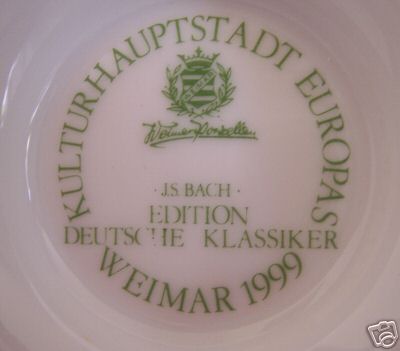 KULTURHAUPTSTADT EUROPAS
Weimar Porzellan
· J.S. BACH ·
EDITION
DEUTSCHE KLASSIKER
WEIMAR 1999